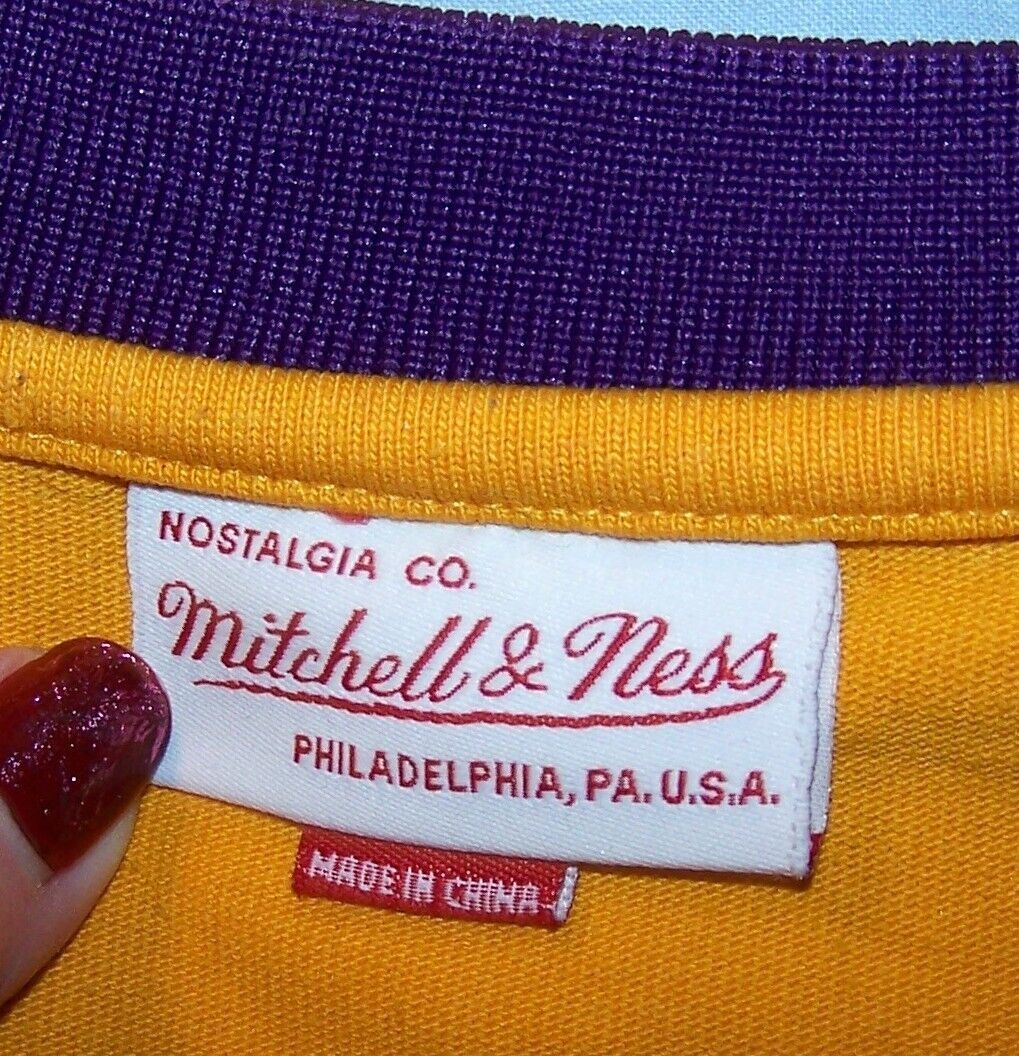 NOSTALGIA CO.
Mitchell & Ness
PHILADELPHIA, PA. U.S.A.
MADE IN CHINA